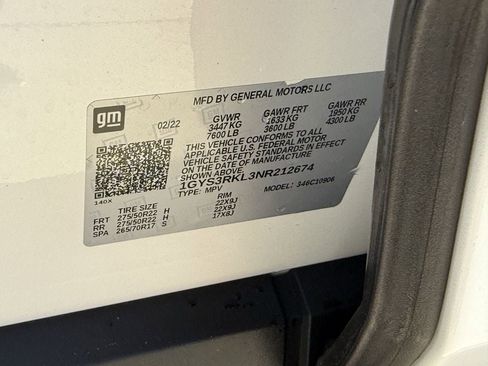 gm
MFD BY GENERAL MOTORS LLC
02/22
GVWR GAWR FRT GAWR RR
3447 KG 1633 KG 1950 KG
7600 LB 3600 LB 4300 LB
THIS VEHICLE CONFORMS TO ALL
APPLICABLE U.S. FEDERAL MOTOR
VEHICLE SAFETY STANDARDS IN EFFECT
ON THE DATE OF MANUFACTURE
SHOWN ABOVE.
1GYS3RKL3NR212674
TYPE: MPV MODEL: 346C10906
140X
TIRE SIZE RIM
FRT 275/50R22 H 22X9J
RR 275/50R22 H 22X9J
SPA 265/70R17 S 17X8J